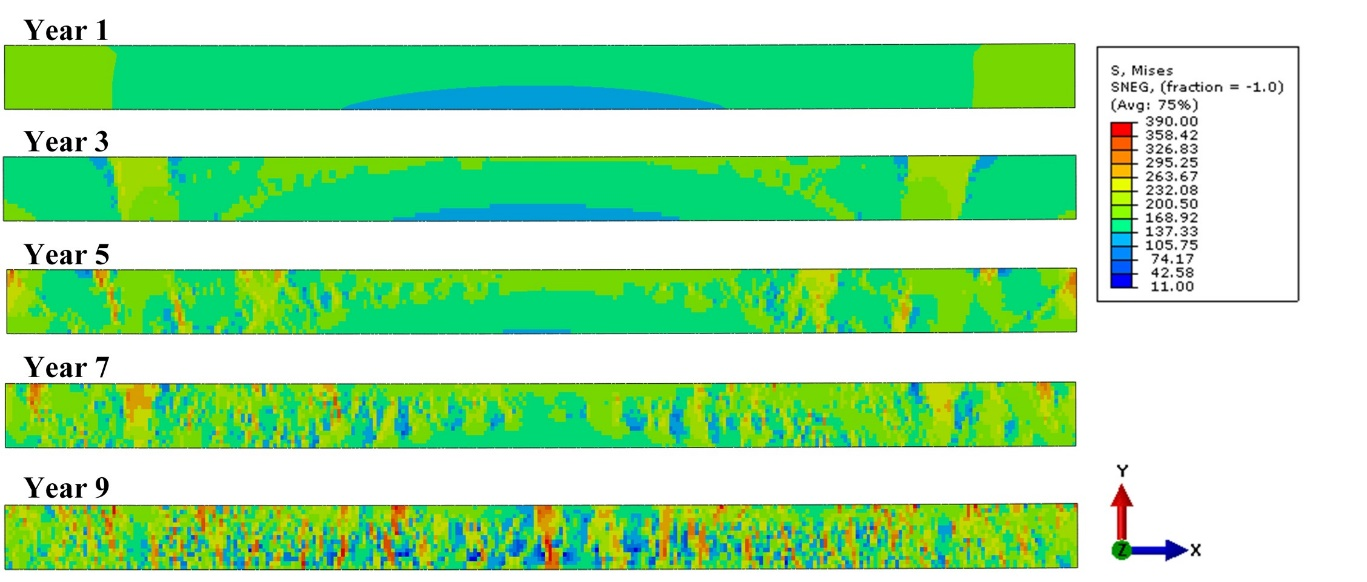 Year 1
Year 3
Year 5
Year 7
Year 9
S, Mises
SNEG, (fraction = -1.0)
(Avg: 75%)
390.00
358.42
326.83
295.25
263.67
232.08
200.50
168.92
137.33
105.75
74.17
42.58
11.00
Y
Z
X